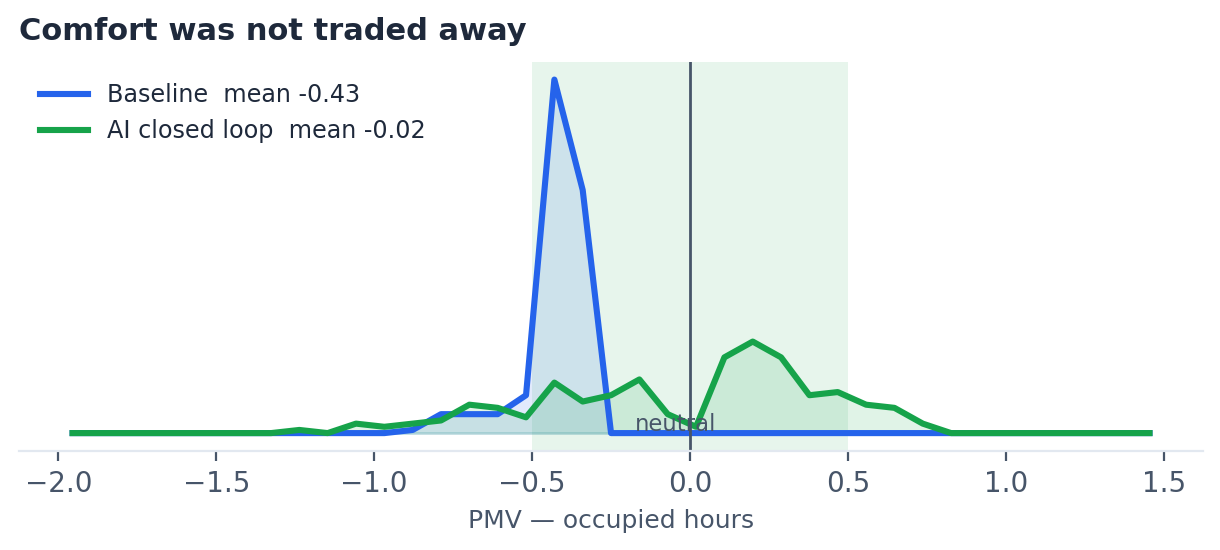 Comfort was not traded away
Baseline  mean -0.43
AI closed loop  mean -0.02
neutral
−2.0 −1.5 −1.0 −0.5 0.0 0.5 1.0 1.5
PMV — occupied hours